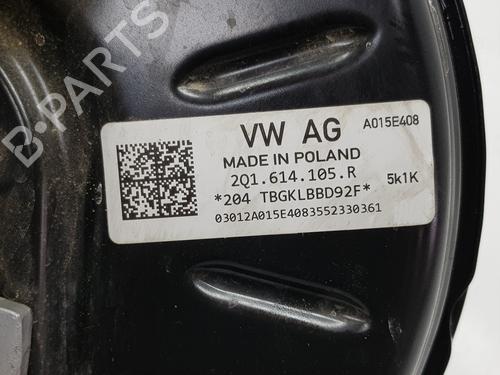 B-PARTS
VW AG
A015E408
MADE IN POLAND
2Q1.614.105.R
*204 TBGKLBBD92F*
5k1K
03012A015E4083552330361